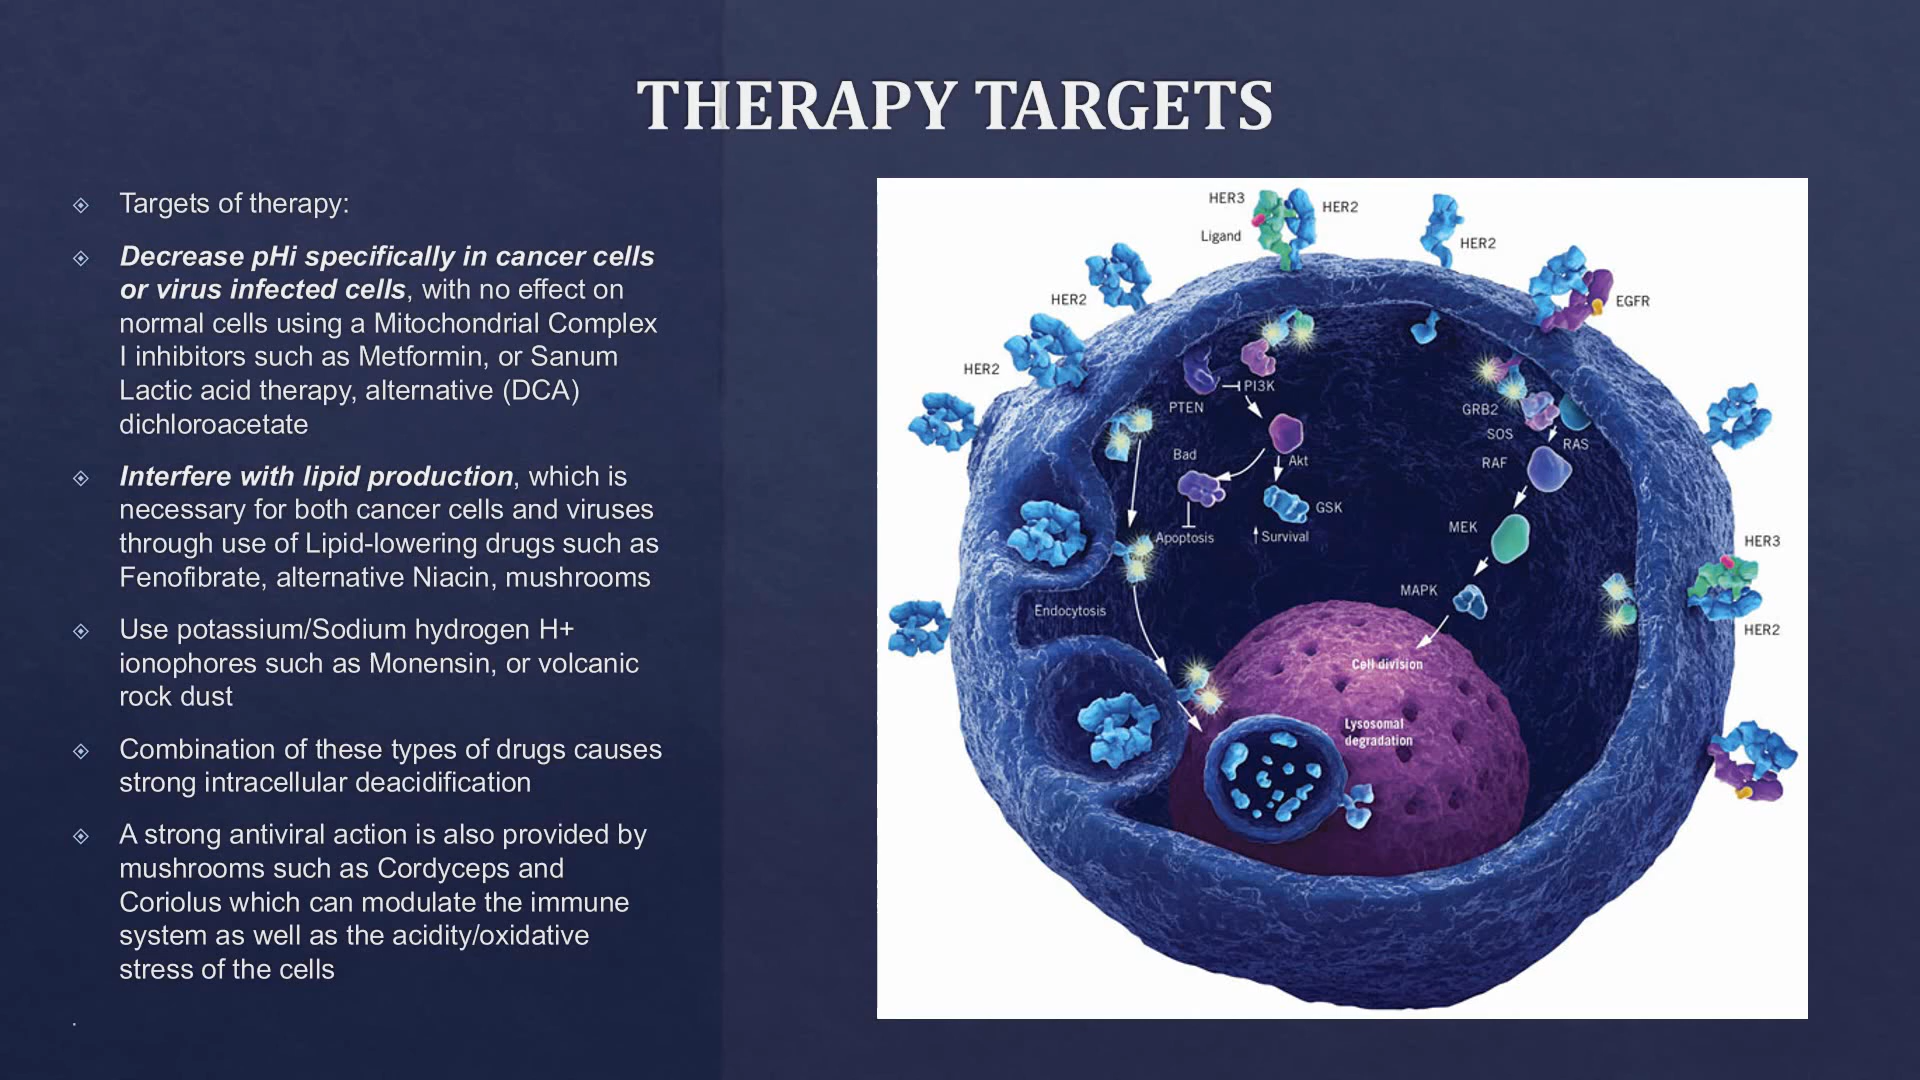 THERAPY TARGETS
Targets of therapy:
Decrease pHi specifically in cancer cells
or virus infected cells, with no effect on
normal cells using a Mitochondrial Complex
I inhibitors such as Metformin, or Sanum
Lactic acid therapy, alternative (DCA)
dichloroacetate
Interfere with lipid production, which is
necessary for both cancer cells and viruses
through use of Lipid-lowering drugs such as
Fenofibrate, alternative Niacin, mushrooms
Use potassium/Sodium hydrogen H+
ionophores such as Monensin, or volcanic
rock dust
Combination of these types of drugs causes
strong intracellular deacidification
A strong antiviral action is also provided by
mushrooms such as Cordyceps and
Coriolus which can modulate the immune
system as well as the acidity/oxidative
stress of the cells
HER3
HER2
Ligand
HER2
HER2
EGFR
HER2
PI3K
PTEN
GRB2
SOS
RAS
Bad
Akt
RAF
GSK
MEK
Apoptosis
Survival
HER3
MAPK
Endocytosis
HER2
Cell division
Lysosomal
degradation